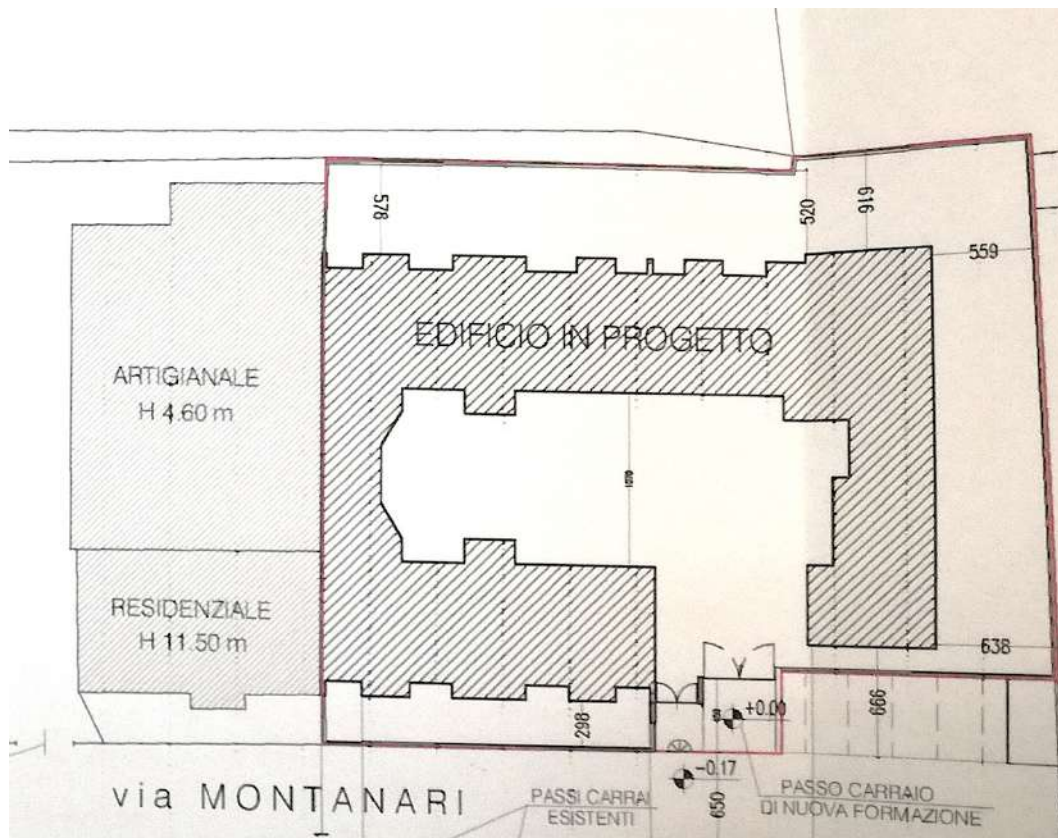 578
520
616
559
EDIFICIO IN PROGETTO
ARTIGIANALE
H 4.60 m
RESIDENZIALE
H 11.50 m
638
666
298
+0.00
-0.17
650
via MONTANARI
PASSI CARRAI
ESISTENTI
PASSO CARRAIO
DI NUOVA FORMAZIONE